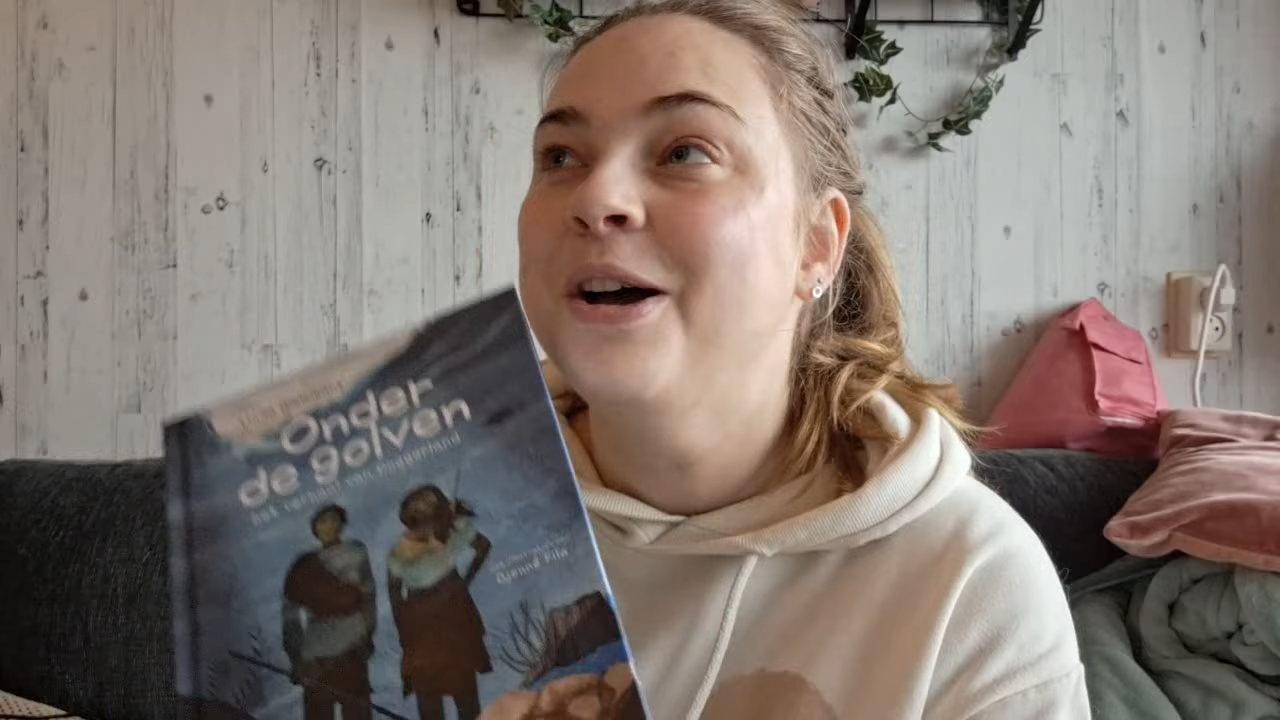 Onder
de golven
het verhaal van Doggerland
Djenné Fila